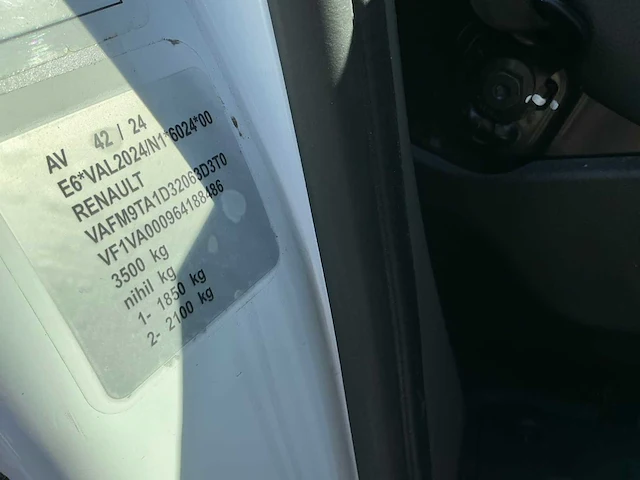 AV 42 / 24
E6*VAL2024/N1*6024*00
RENAULT
VAFM9TA1D32063D3T0
VF1VA000964188486
3500 kg
nihil kg
1- 1850 kg
2- 2100 kg